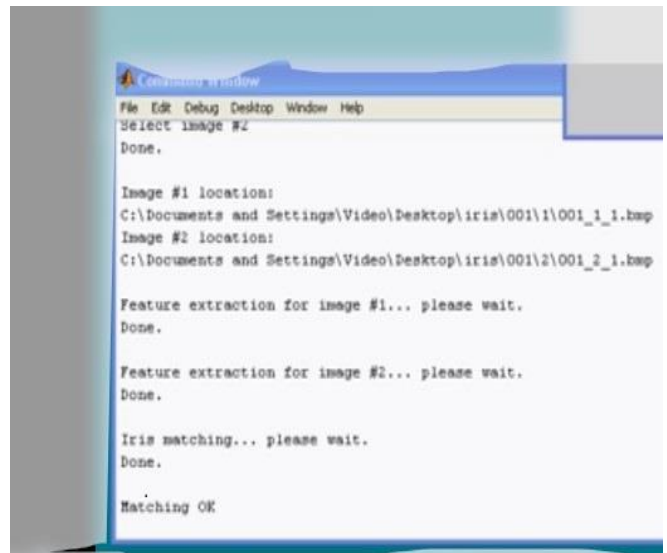 Command Window
File Edit Debug Desktop Window Help
Select image #2
Done.
Image #1 location:
C:\Documents and Settings\Video\Desktop\iris\001\1\001_1_1.bmp
Image #2 location:
C:\Documents and Settings\Video\Desktop\iris\001\2\001_2_1.bmp
Feature extraction for image #1... please wait.
Done.
Feature extraction for image #2... please wait.
Done.
Iris matching... please wait.
Done.
Matching OK